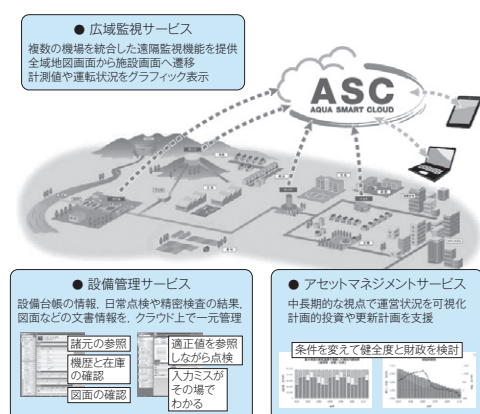 ● 広域監視サービス
複数の機場を統合した遠隔監視機能を提供
全域地図画面から施設画面へ遷移
計測値や運転状況をグラフィック表示
ASC
AQUA SMART CLOUD
● 設備管理サービス
設備台帳の情報，日常点検や精密検査の結果，
図面などの文書情報を，クラウド上で一元管理
諸元の参照
機歴と在庫
の確認
図面の確認
適正値を参照
しながら点検
入力ミスが
その場で
わかる
● アセットマネジメントサービス
中長期的な視点で運営状況を可視化
計画的投資や更新計画を支援
条件を変えて健全度と財政を検討